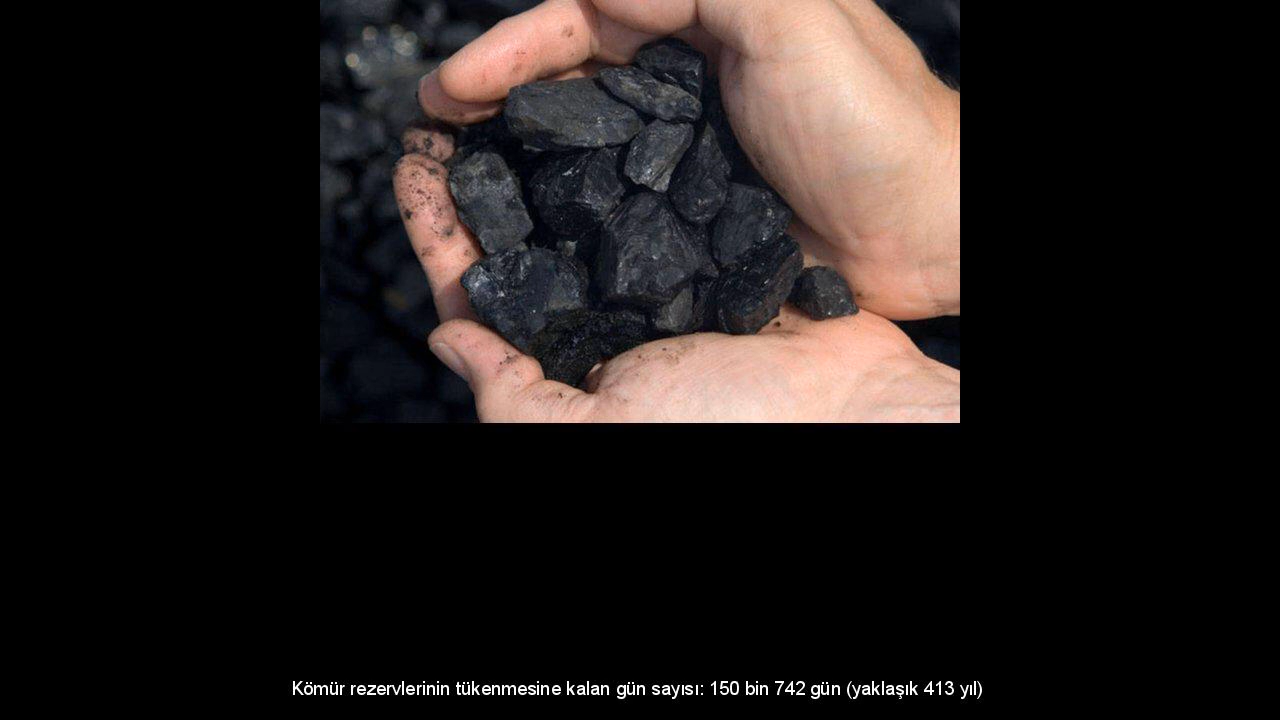 Kömür rezervlerinin tükenmesine kalan gün sayısı: 150 bin 742 gün (yaklaşık 413 yıl)